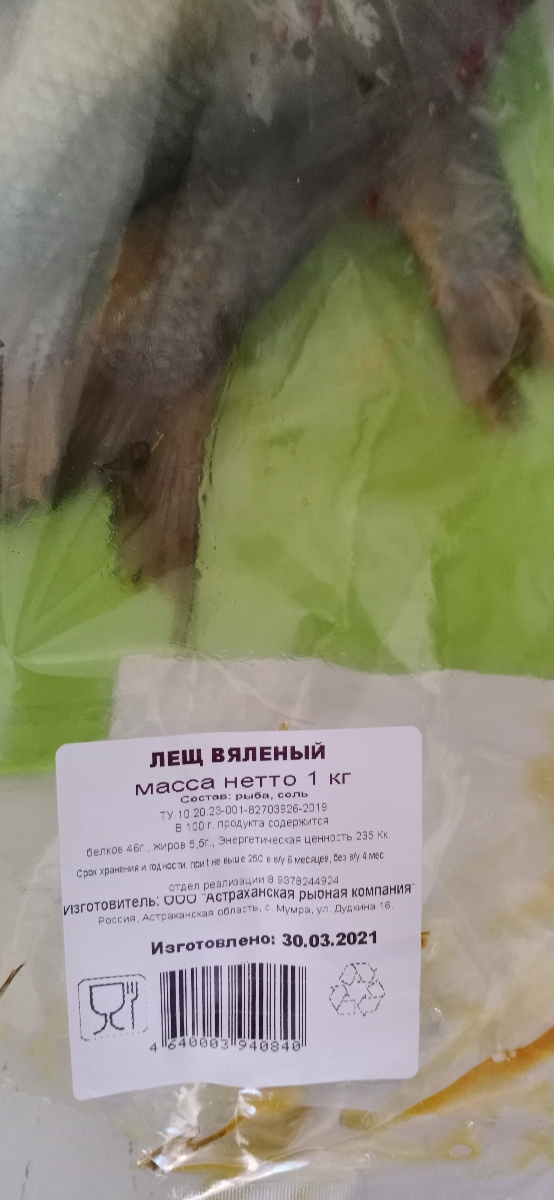 ЛЕЩ ВЯЛЕНЫЙ
масса нетто 1 кг
Состав: рыба, соль
ТУ 10.20.23-001-82703926-2019
В 100 г. продукта содержится:
белков 46г., жиров 5,5г., Энергетическая ценность 235 Кк.
Срок хранения и годности: при t не выше 25С в в/у 6 месяцев, без в/у 4 мес
отдел реализации 8 9378244924
Изготовитель: ООО "Астраханская рыбная компания"
Россия, Астраханская область, с. Мумра, ул. Дудкина 16.
Изготовлено: 30.03.2021
4 640003 940840